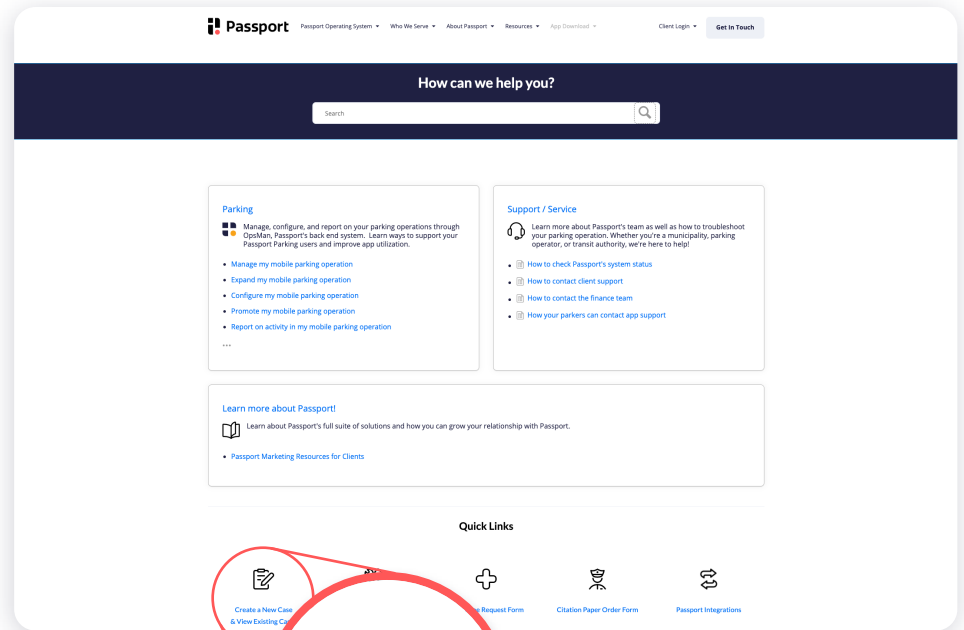 Passport
Passport Operating System
Who We Serve
About Passport
Resources
App Download
Client Login
Get In Touch
How can we help you?
Search
Parking
Manage, configure, and report on your parking operations through
OpsMan, Passport's back end system. Learn ways to support your
Passport Parking users and improve app utilization.
Manage my mobile parking operation
Expand my mobile parking operation
Configure my mobile parking operation
Promote my mobile parking operation
Report on activity in my mobile parking operation
...
Support / Service
Learn more about Passport's team as well as how to troubleshoot
your parking operation. Whether you're a municipality, parking
operator, or transit authority, we're here to help!
How to check Passport's system status
How to contact client support
How to contact the finance team
How your parkers can contact app support
Learn more about Passport!
Learn about Passport's full suite of solutions and how you can grow your relationship with Passport.
Passport Marketing Resources for Clients
Quick Links
Create a New Case
& View Existing
Request Form
Citation Paper Order Form
Passport Integrations